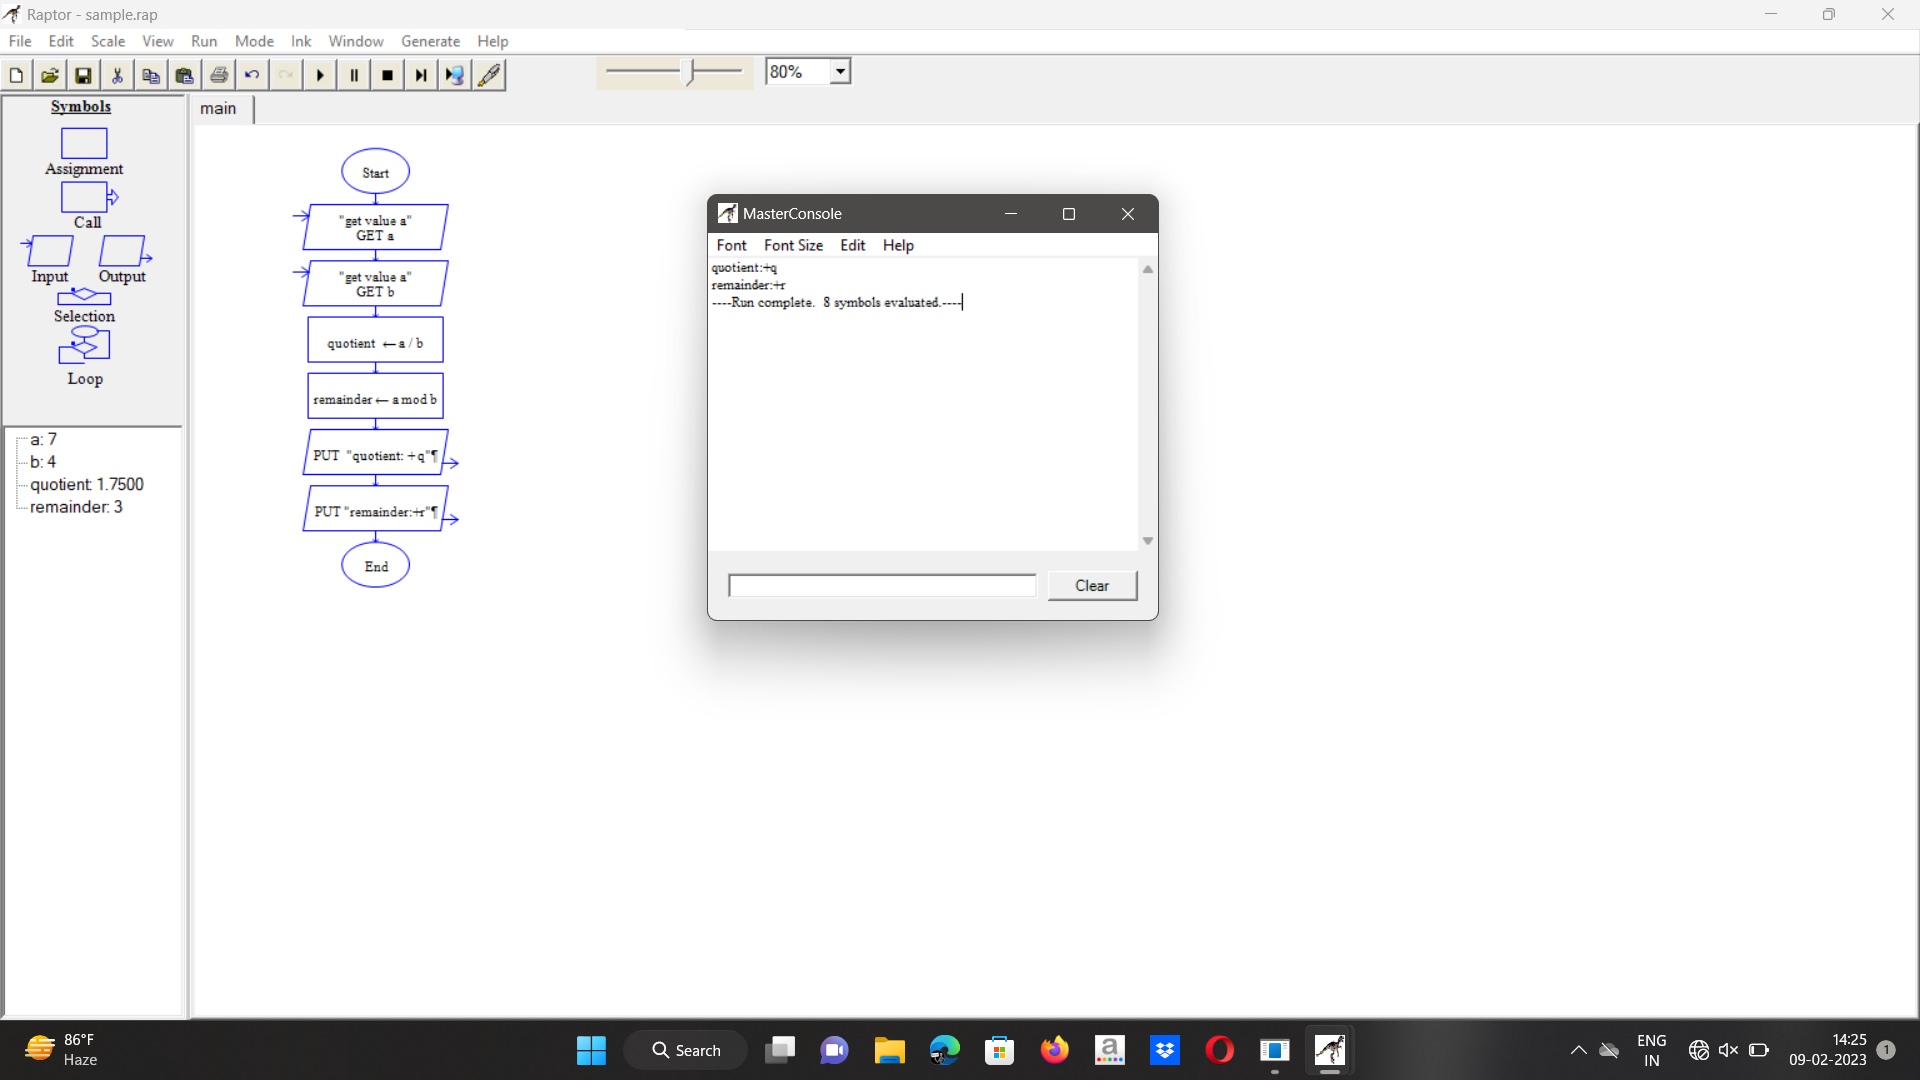 Raptor - sample.rap
File Edit Scale View Run Mode Ink Window Generate Help
80%
Symbols
Assignment
Call
Input Output
Selection
Loop
a: 7
b: 4
quotient: 1.7500
remainder: 3
main
Start
"get value a"
GET a
"get value a"
GET b
quotient ← a / b
remainder ← a mod b
PUT "quotient: +q"¶
PUT "remainder:+r"¶
End
MasterConsole
Font Font Size Edit Help
quotient:+q
remainder:+r
----Run complete. 8 symbols evaluated.----
Clear
86°F
Haze
Search
a
ENG
IN
14:25
09-02-2023
1